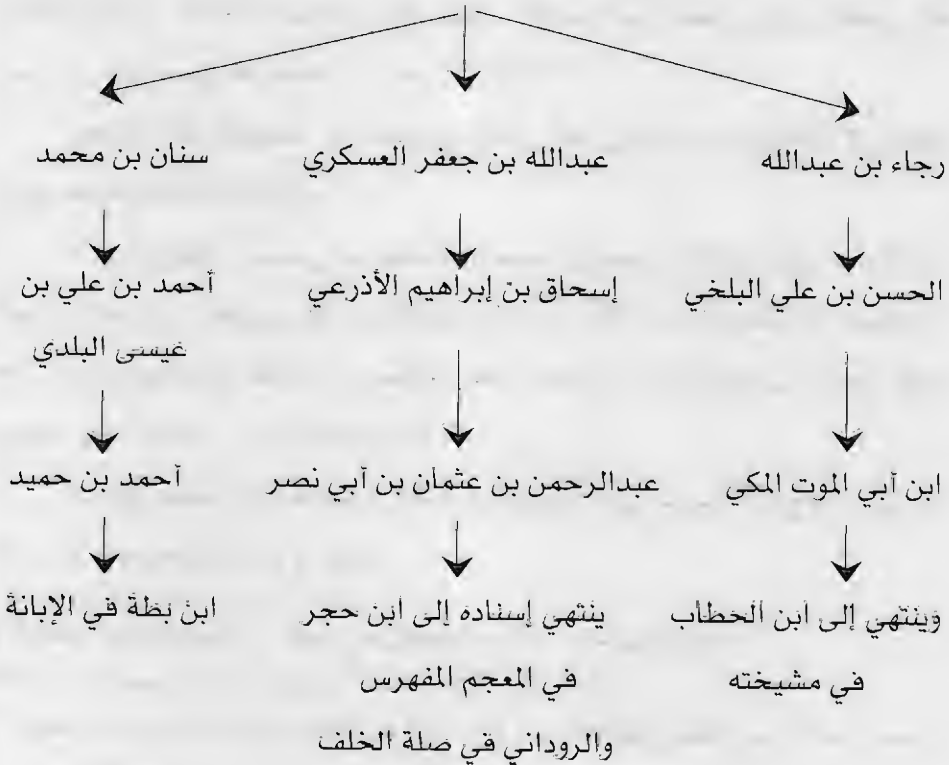 رجاء بن عبدالله
عبدالله بن جعفر العسكري
سنان بن محمد
الحسن بن علي البلخي
إسحاق بن إبراهيم الأذرعي
أحمد بن علي بن
عيسى البلدي
ابن أبي الموت المكي
عبدالرحمن بن عثمان بن أبي نصر
أحمد بن حميد
وينتهي إلى ابن الحطاب
في مشيخته
ينتهي إسناده إلى ابن حجر
في المعجم المفهرس
والروداني في صلة الخلف
ابن بطة في الإبانة